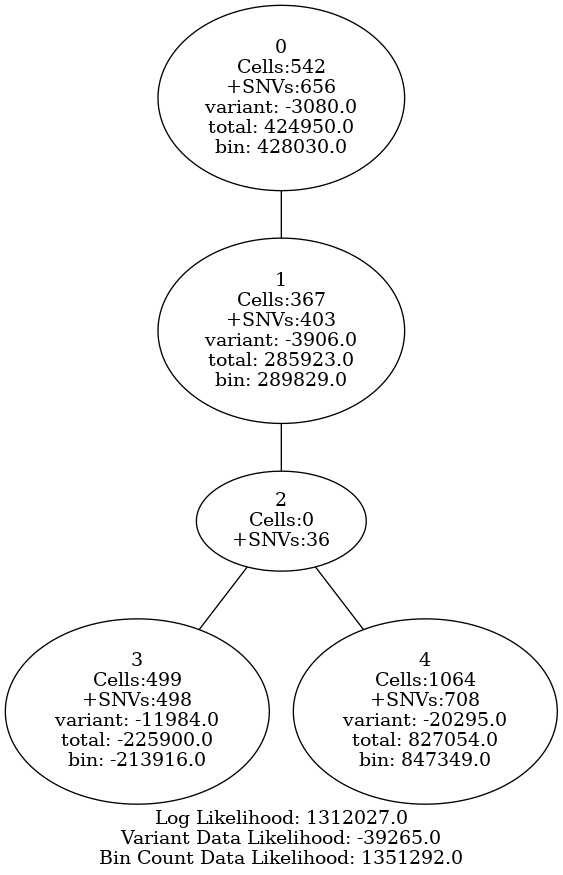 0
Cells:542
+SNVs:656
variant: -3080.0
total: 424950.0
bin: 428030.0
1
Cells:367
+SNVs:403
variant: -3906.0
total: 285923.0
bin: 289829.0
2
Cells:0
+SNVs:36
3
Cells:499
+SNVs:498
variant: -11984.0
total: -225900.0
bin: -213916.0
4
Cells:1064
+SNVs:708
variant: -20295.0
total: 827054.0
bin: 847349.0
Log Likelihood: 1312027.0
Variant Data Likelihood: -39265.0
Bin Count Data Likelihood: 1351292.0